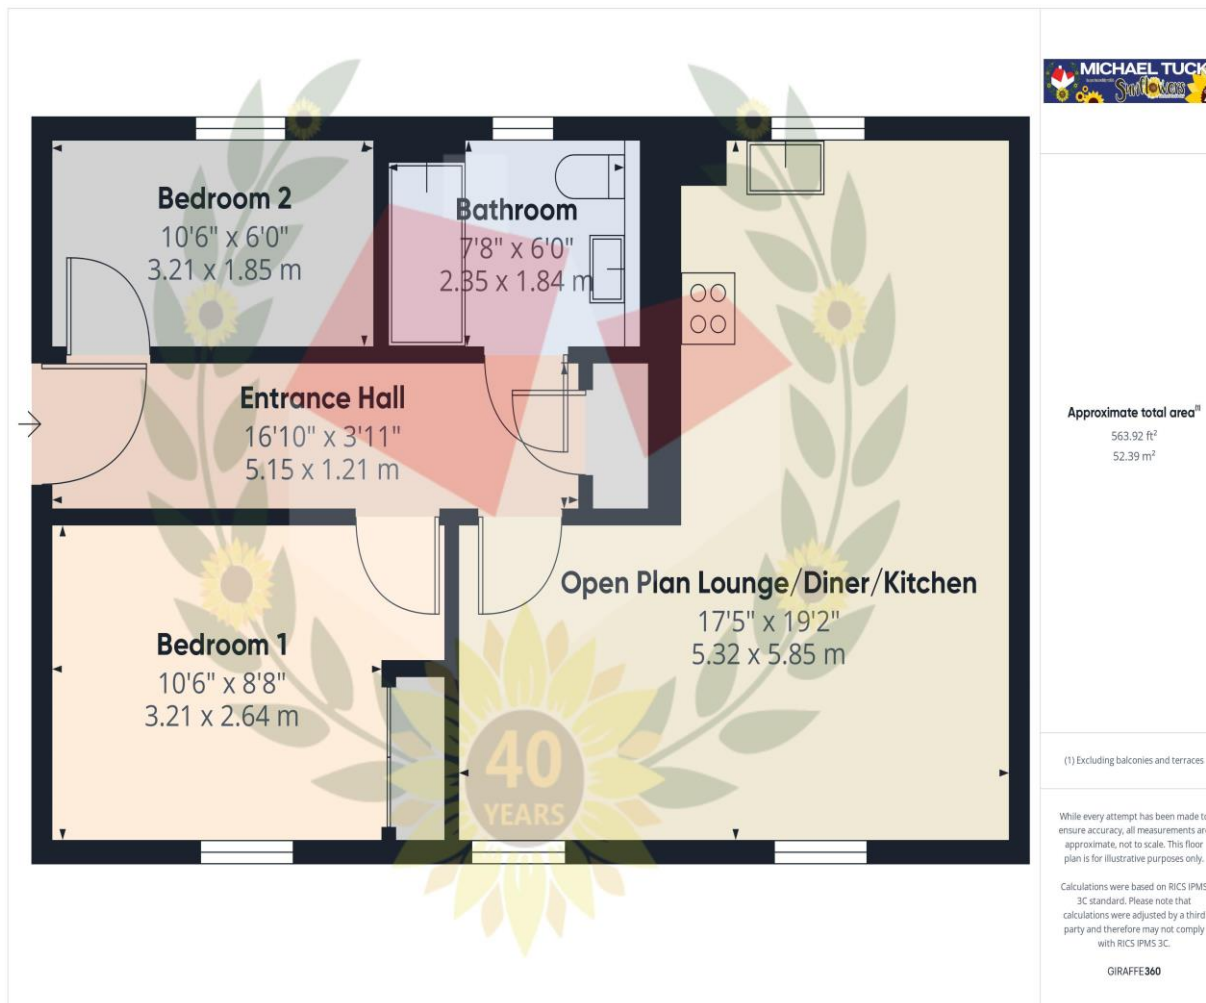 Bedroom 2
10'6" x 6'0"
3.21 x 1.85 m
Bathroom
7'8" x 6'0"
2.35 x 1.84 m
Entrance Hall
16'10" x 3'11"
5.15 x 1.21 m
Open Plan Lounge/Diner/Kitchen
17'5" x 19'2"
5.32 x 5.85 m
Bedroom 1
10'6" x 8'8"
3.21 x 2.64 m
40
YEARS
MICHAEL TUCK
Sunflowers
Approximate total area(1)
563.92 ft²
52.39 m²
(1) Excluding balconies and terraces
While every attempt has been made to
ensure accuracy, all measurements are
approximate, not to scale. This floor
plan is for illustrative purposes only.
Calculations were based on RICS IPMS
3C standard. Please note that
calculations were adjusted by a third
party and therefore may not comply
with RICS IPMS 3C.
GIRAFFE360